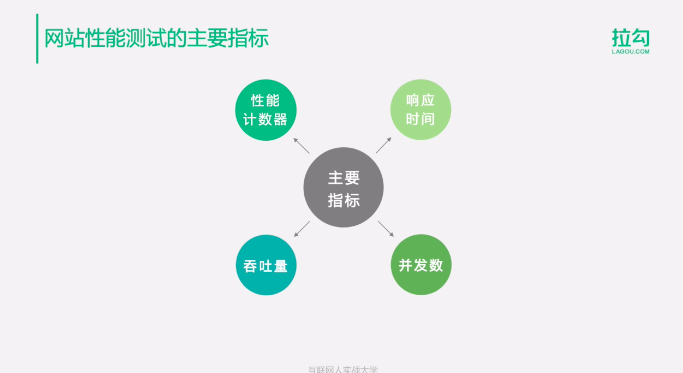 网站性能测试的主要指标
拉勾
LAGOU.COM
性能
计数器
响应
时间
主要
指标
吞吐量
并发数
互联网人实战大学